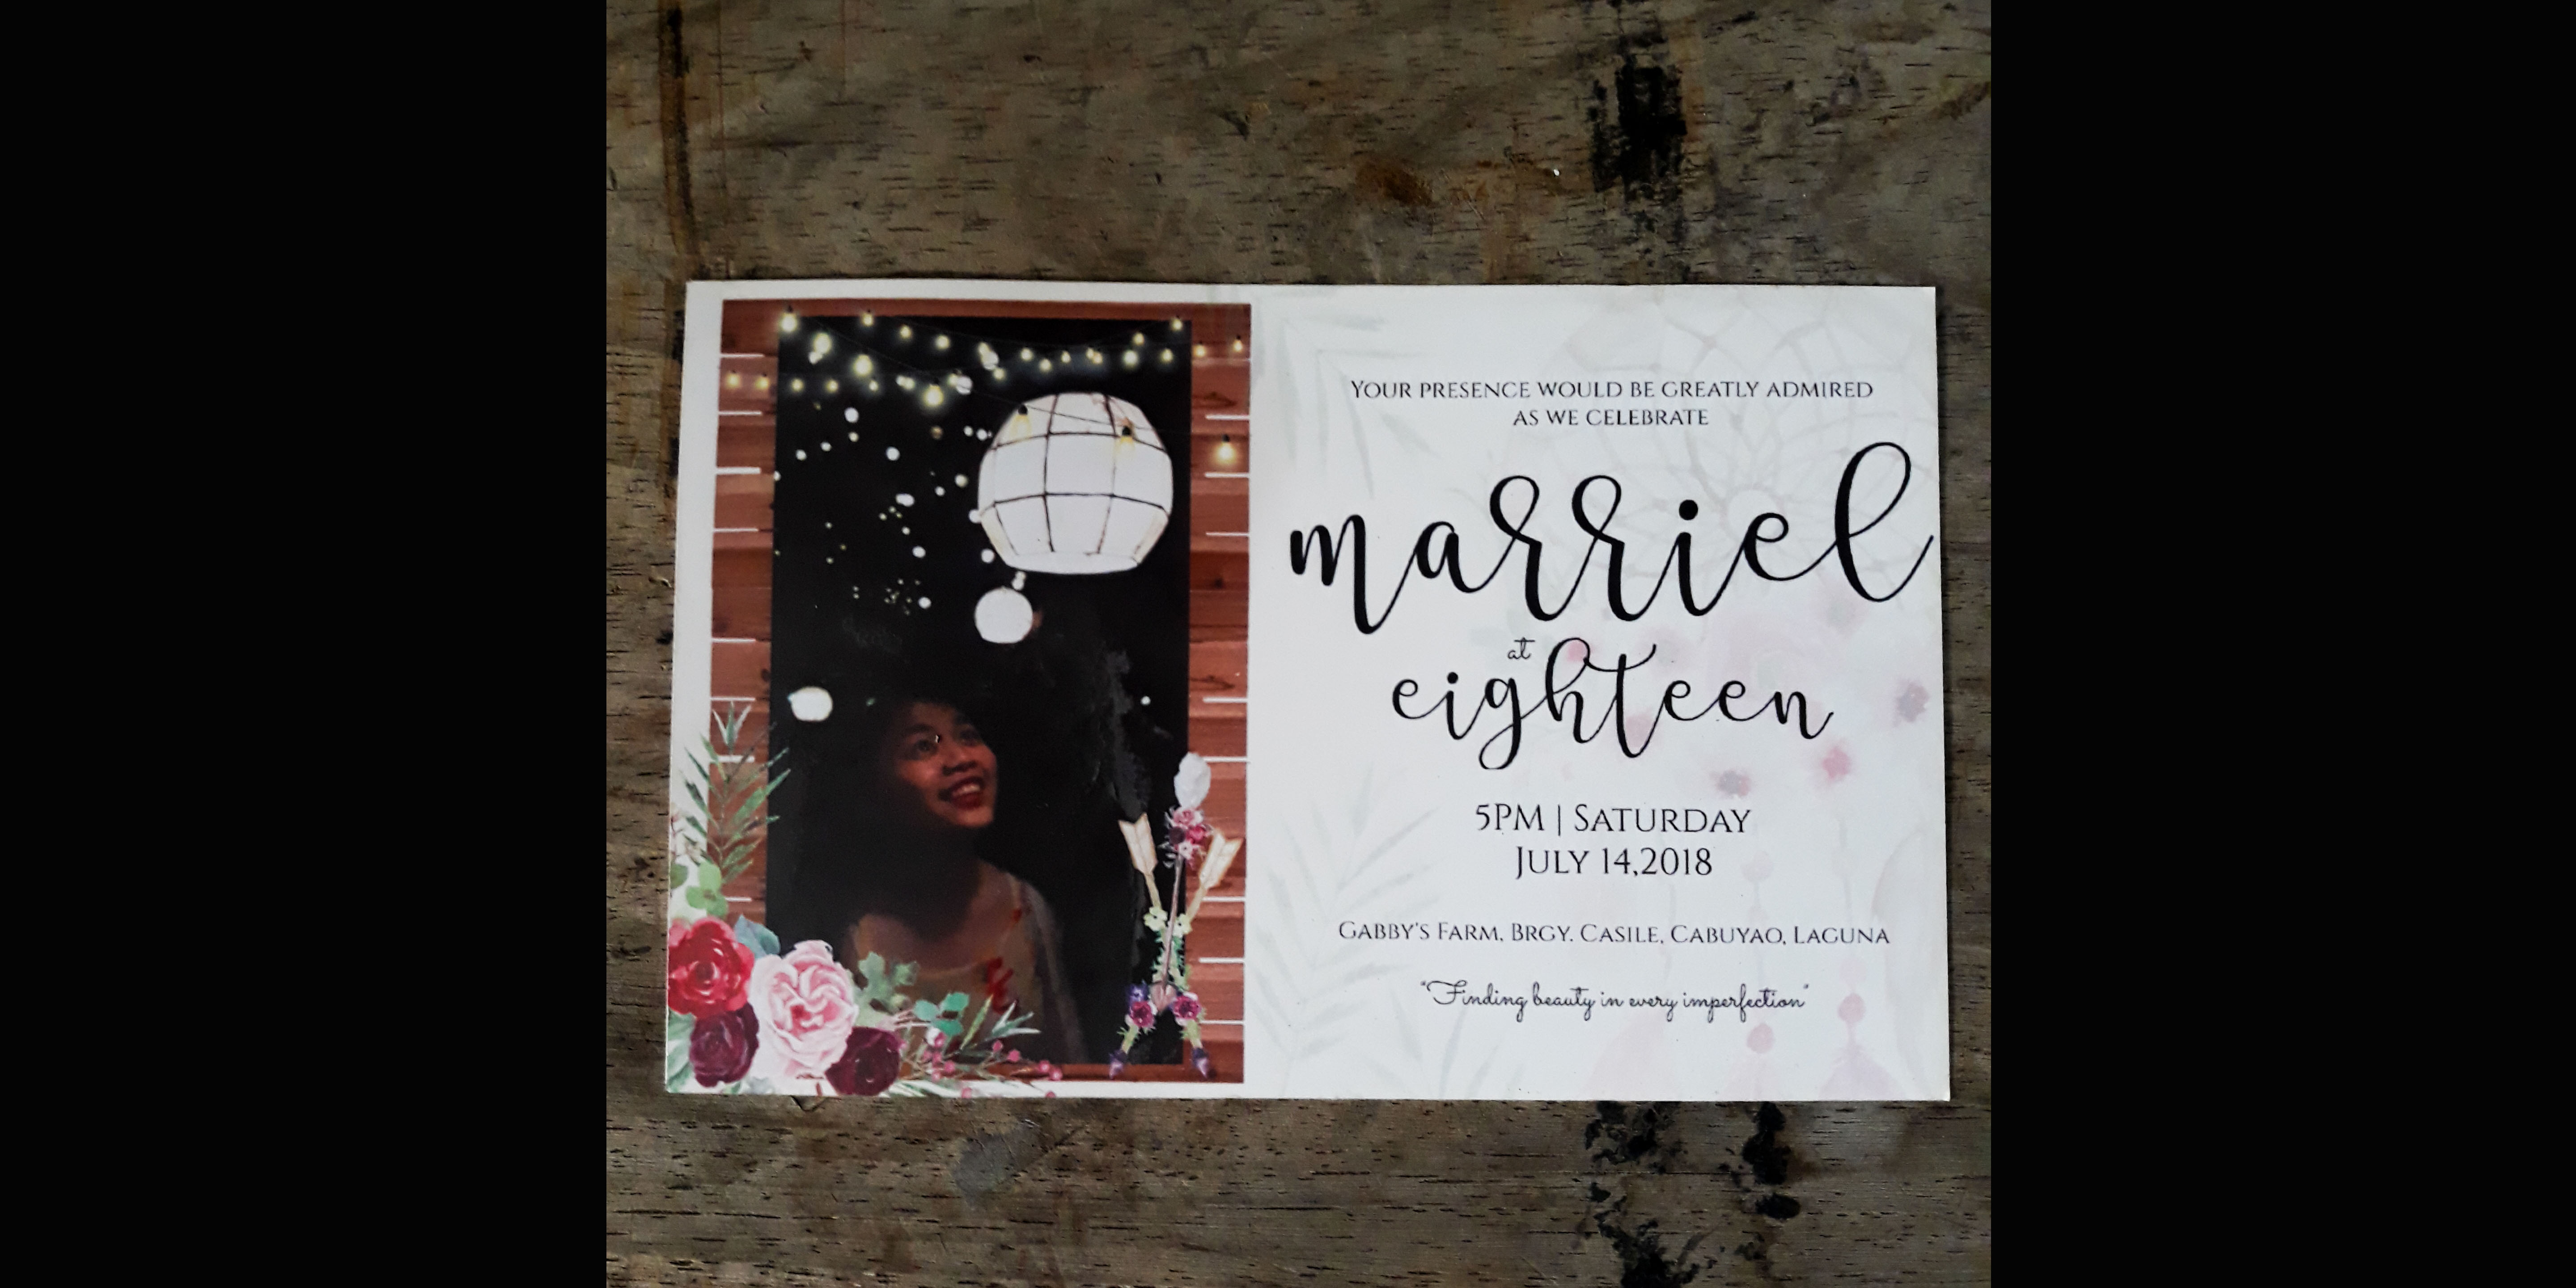 Your presence would be greatly admired
as we celebrate
marriel
at
eighteen
5PM | Saturday
July 14,2018
Gabby's Farm, Brgy. Casile, Cabuyao, Laguna
"Finding beauty in every imperfection"